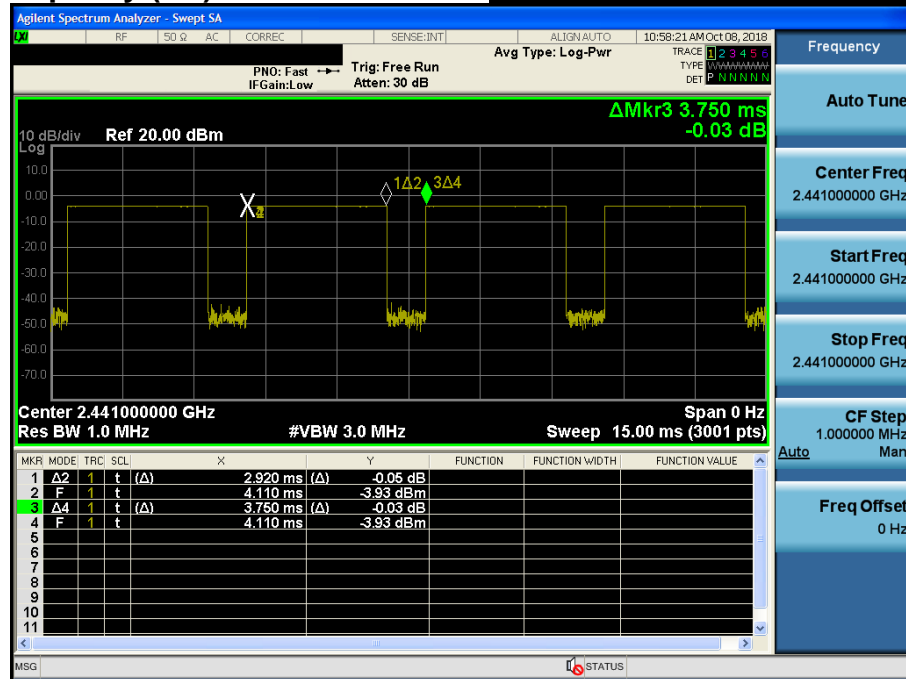 Agilent Spectrum Analyzer - Swept SA
LXI RF 50 Ω AC CORREC SENSE:INT ALIGN AUTO 10:58:21 AM Oct 08, 2018
PNO: Fast
IFGain:Low
Trig: Free Run
Atten: 30 dB
Avg Type: Log-Pwr
TRACE 1 2 3 4 5 6
TYPE WWWWWW
DET P N N N N N
ΔMkr3 3.750 ms
-0.03 dB
10 dB/div Ref 20.00 dBm
Log
10.0
0.00
-10.0
-20.0
-30.0
-40.0
-50.0
-60.0
-70.0
X
1Δ2
3Δ4
Center 2.441000000 GHz Span 0 Hz
Res BW 1.0 MHz #VBW 3.0 MHz Sweep 15.00 ms (3001 pts)
MKR MODE TRC SCL X Y FUNCTION FUNCTION WIDTH FUNCTION VALUE
1 Δ2 1 t (Δ) 2.920 ms (Δ) -0.05 dB
2 F 1 t 4.110 ms -3.93 dBm
3 Δ4 1 t (Δ) 3.750 ms (Δ) -0.03 dB
4 F 1 t 4.110 ms -3.93 dBm
5
6
7
8
9
10
11
MSG STATUS
Frequency
Auto Tune
Center Freq
2.441000000 GHz
Start Freq
2.441000000 GHz
Stop Freq
2.441000000 GHz
CF Step
1.000000 MHz
Auto Man
Freq Offset
0 Hz